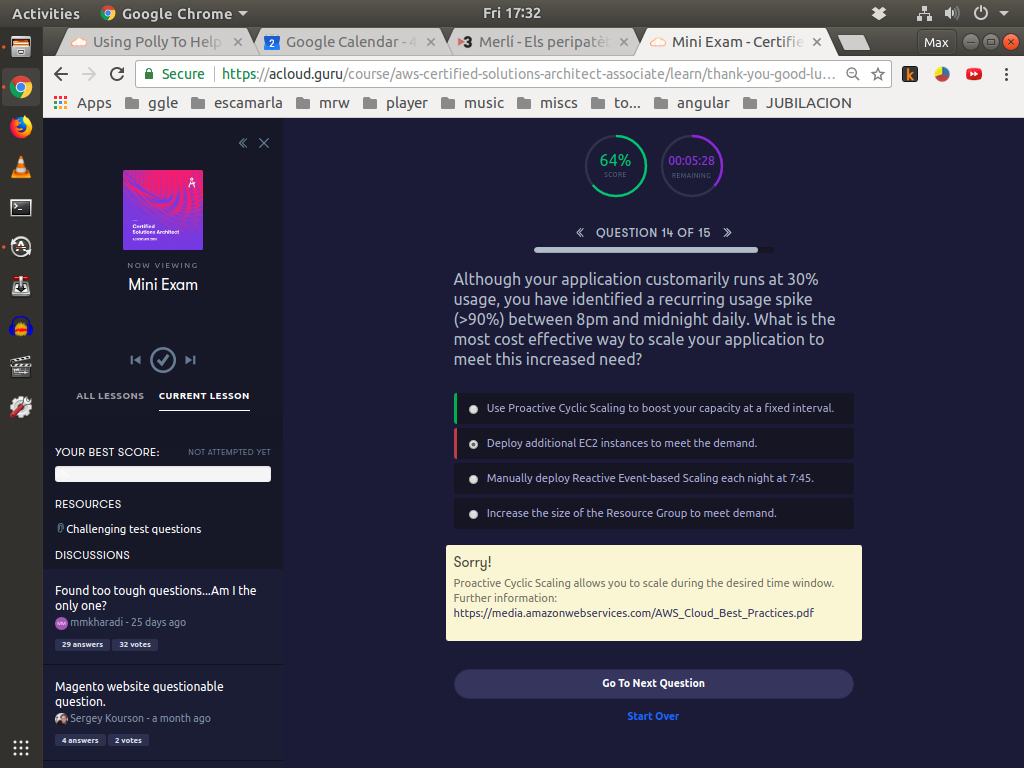 Activities
Google Chrome
Fri 17:32
Using Polly To Help
Google Calendar - 4
3 Merlí - Els peripatèt
Mini Exam - Certifie
Max
Secure
https://acloud.guru/course/aws-certified-solutions-architect-associate/learn/thank-you-good-lu...
Apps
ggle
escamarla
mrw
player
music
miscs
to...
angular
JUBILACION
Certified
Solutions Architect
NOW VIEWING
Mini Exam
ALL LESSONS
CURRENT LESSON
YOUR BEST SCORE:
NOT ATTEMPTED YET
RESOURCES
Challenging test questions
DISCUSSIONS
Found too tough questions...Am I the
only one?
MM
mmkharadi - 25 days ago
29 answers
32 votes
Magento website questionable
question.
Sergey Kourson - a month ago
4 answers
2 votes
64%
SCORE
00:05:28
REMAINING
QUESTION 14 OF 15
Although your application customarily runs at 30%
usage, you have identified a recurring usage spike
(>90%) between 8pm and midnight daily. What is the
most cost effective way to scale your application to
meet this increased need?
Use Proactive Cyclic Scaling to boost your capacity at a fixed interval.
Deploy additional EC2 instances to meet the demand.
Manually deploy Reactive Event-based Scaling each night at 7:45.
Increase the size of the Resource Group to meet demand.
Sorry!
Proactive Cyclic Scaling allows you to scale during the desired time window.
Further information:
https://media.amazonwebservices.com/AWS_Cloud_Best_Practices.pdf
Go To Next Question
Start Over